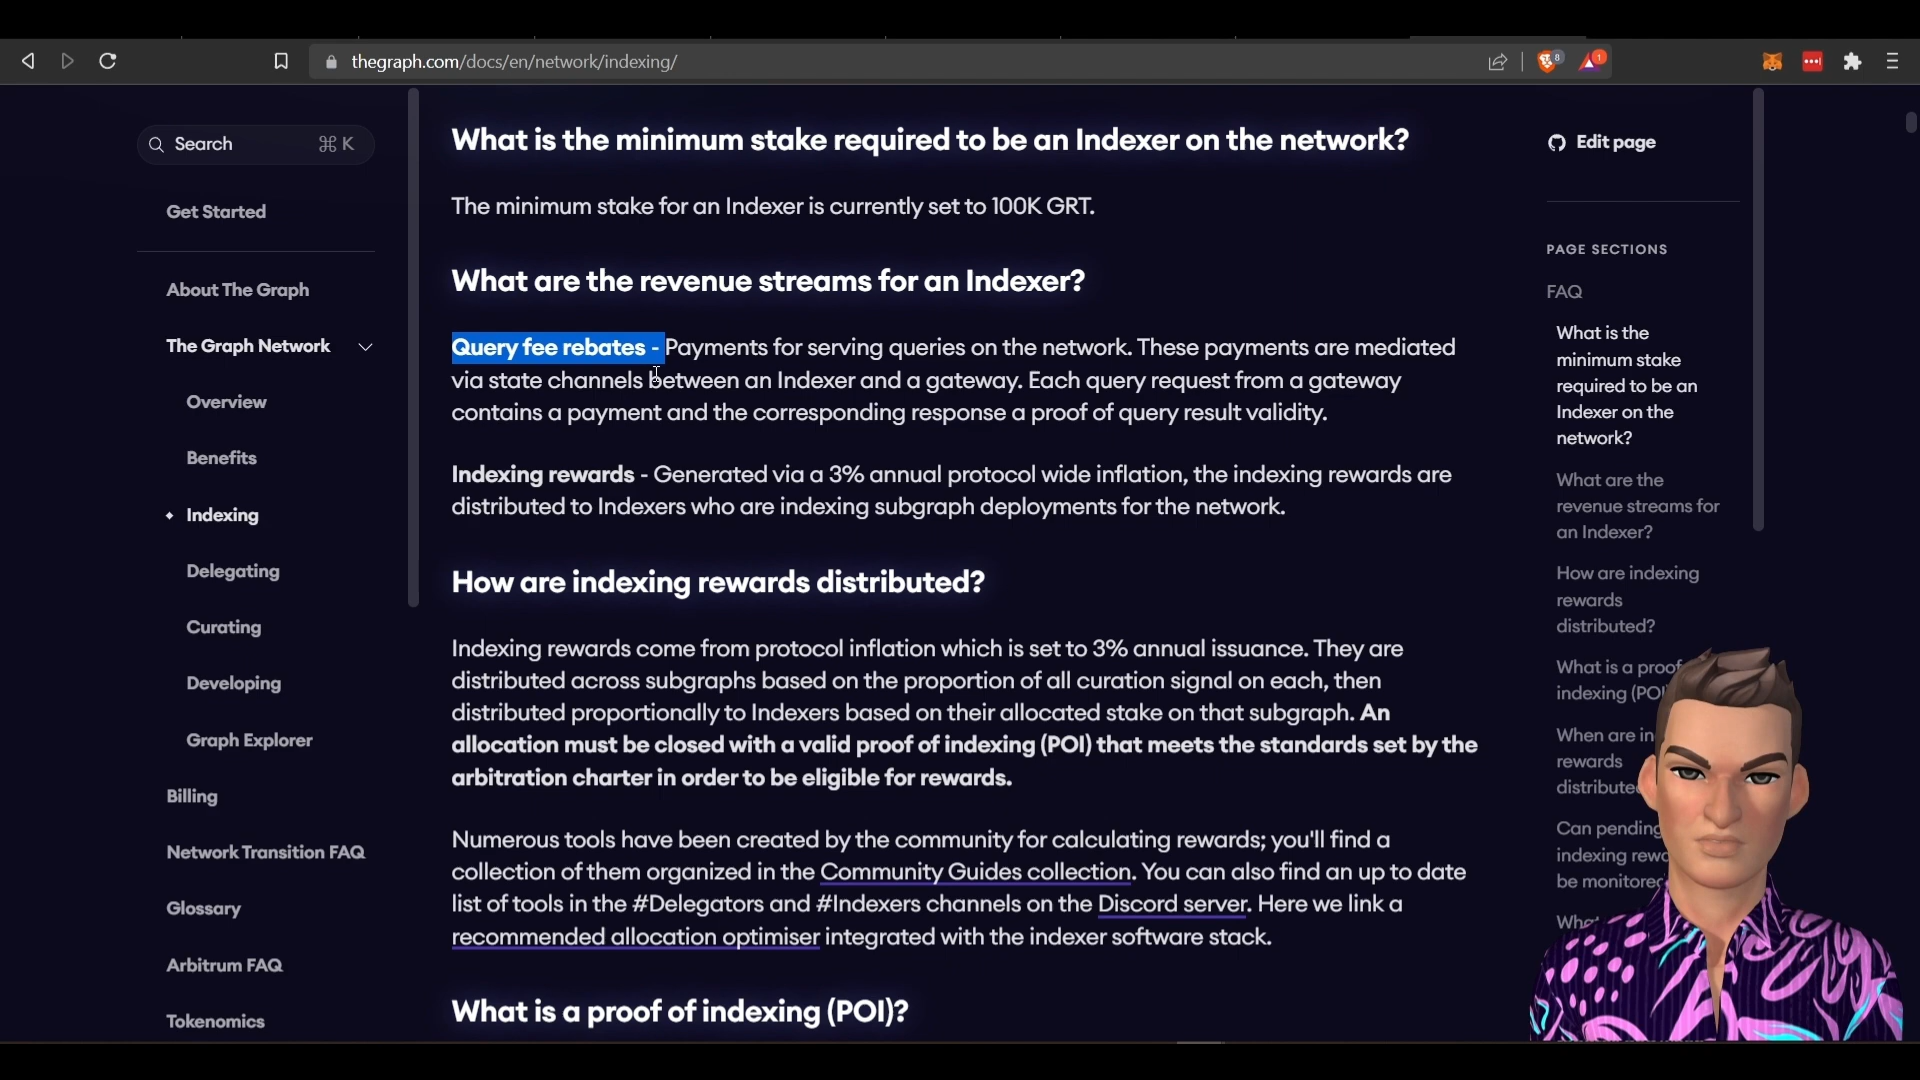 thegraph.com/docs/en/network/indexing/
8
1
Search
⌘ K
Get Started
About The Graph
The Graph Network
Overview
Benefits
Indexing
Delegating
Curating
Developing
Graph Explorer
Billing
Network Transition FAQ
Glossary
Arbitrum FAQ
Tokenomics
What is the minimum stake required to be an Indexer on the network?
The minimum stake for an Indexer is currently set to 100K GRT.
What are the revenue streams for an Indexer?
Query fee rebates - Payments for serving queries on the network. These payments are mediated
via state channels between an Indexer and a gateway. Each query request from a gateway
contains a payment and the corresponding response a proof of query result validity.
Indexing rewards - Generated via a 3% annual protocol wide inflation, the indexing rewards are
distributed to Indexers who are indexing subgraph deployments for the network.
How are indexing rewards distributed?
Indexing rewards come from protocol inflation which is set to 3% annual issuance. They are
distributed across subgraphs based on the proportion of all curation signal on each, then
distributed proportionally to Indexers based on their allocated stake on that subgraph. An
allocation must be closed with a valid proof of indexing (POI) that meets the standards set by the
arbitration charter in order to be eligible for rewards.
Numerous tools have been created by the community for calculating rewards; you'll find a
collection of them organized in the Community Guides collection. You can also find an up to date
list of tools in the #Delegators and #Indexers channels on the Discord server. Here we link a
recommended allocation optimiser integrated with the indexer software stack.
What is a proof of indexing (POI)?
Edit page
PAGE SECTIONS
FAQ
What is the
minimum stake
required to be an
Indexer on the
network?
What are the
revenue streams for
an Indexer?
How are indexing
rewards
distributed?
What is a proof
indexing (POI
When are in
rewards
distribute
Can pending
indexing rewa
be monitored
What